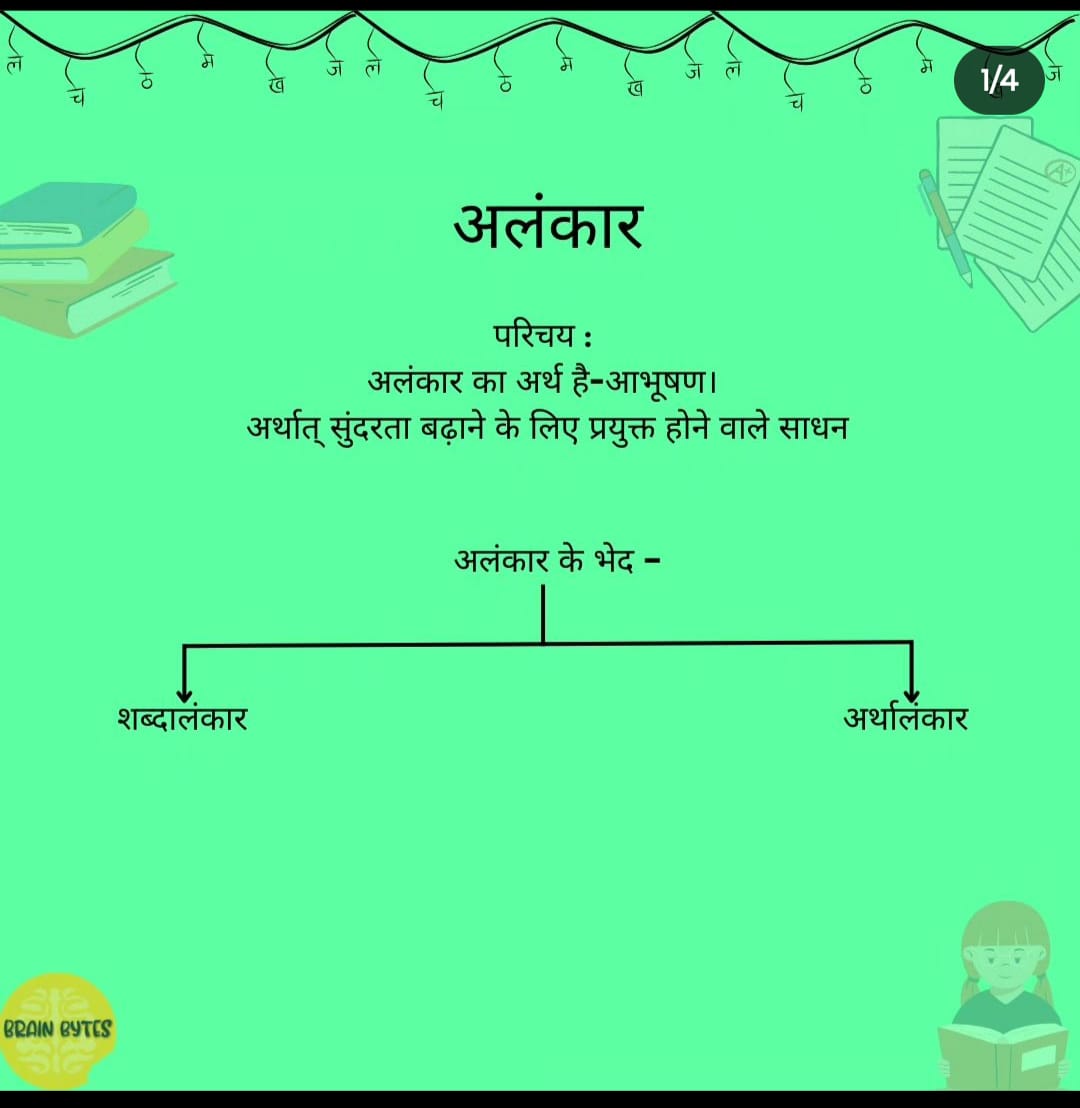 ले च ठ मे ख ज ले च ठ मे ख ज ले च ठ मे ज
1/4
A+
अलंकार
परिचय :
अलंकार का अर्थ है-आभूषण।
अर्थात् सुंदरता बढ़ाने के लिए प्रयुक्त होने वाले साधन
अलंकार के भेद -
शब्दालंकार अर्थालंकार
BRAIN BYTES